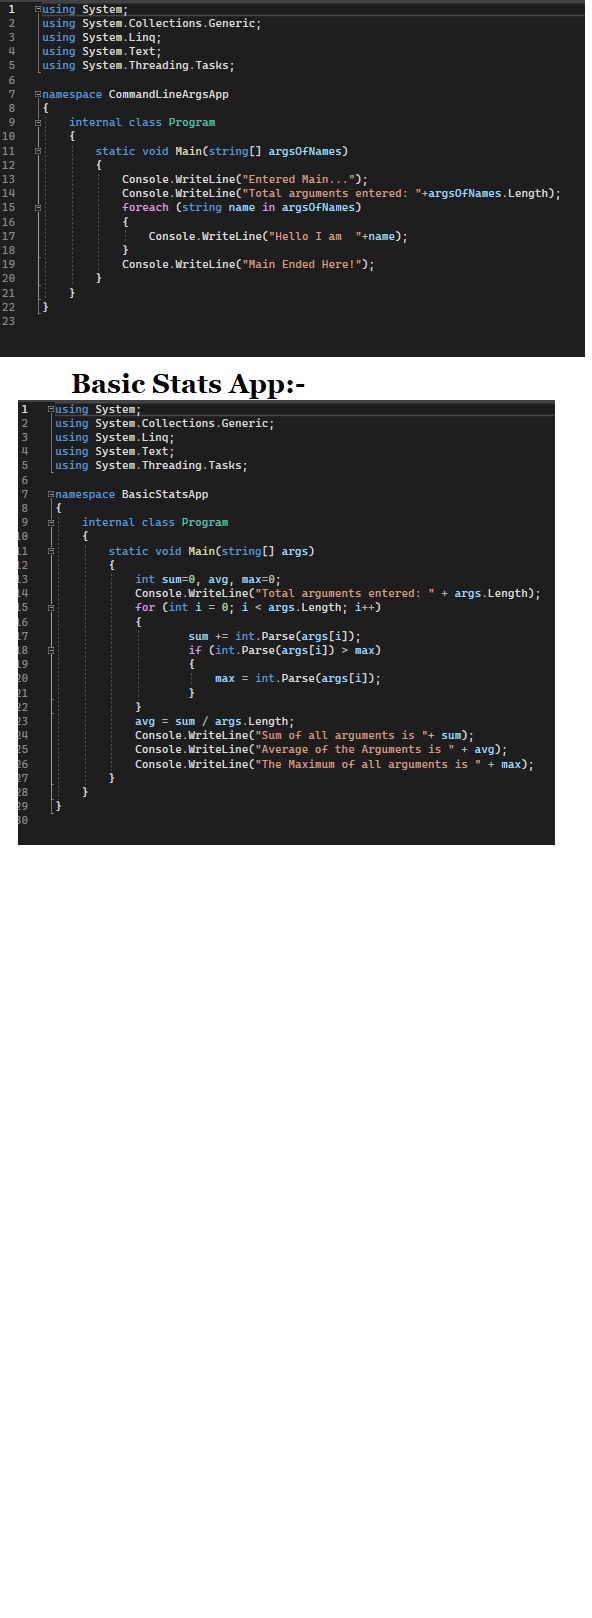 1 using System;
2 using System.Collections.Generic;
3 using System.Linq;
4 using System.Text;
5 using System.Threading.Tasks;
6
7 namespace CommandLineArgsApp
8 {
9 internal class Program
10 {
11 static void Main(string[] argsOfNames)
12 {
13 Console.WriteLine("Entered Main...");
14 Console.WriteLine("Total arguments entered: "+argsOfNames.Length);
15 foreach (string name in argsOfNames)
16 {
17 Console.WriteLine("Hello I am  "+name);
18 }
19 Console.WriteLine("Main Ended Here!");
20 }
21 }
22 }
23
Basic Stats App:-
1 using System;
2 using System.Collections.Generic;
3 using System.Linq;
4 using System.Text;
5 using System.Threading.Tasks;
6
7 namespace BasicStatsApp
8 {
9 internal class Program
10 {
11 static void Main(string[] args)
12 {
13 int sum=0, avg, max=0;
14 Console.WriteLine("Total arguments entered: " + args.Length);
15 for (int i = 0; i < args.Length; i++)
16 {
17 sum += int.Parse(args[i]);
18 if (int.Parse(args[i]) > max)
19 {
20 max = int.Parse(args[i]);
21 }
22 }
23 avg = sum / args.Length;
24 Console.WriteLine("Sum of all arguments is "+ sum);
25 Console.WriteLine("Average of the Arguments is " + avg);
26 Console.WriteLine("The Maximum of all arguments is " + max);
27 }
28 }
29 }
30